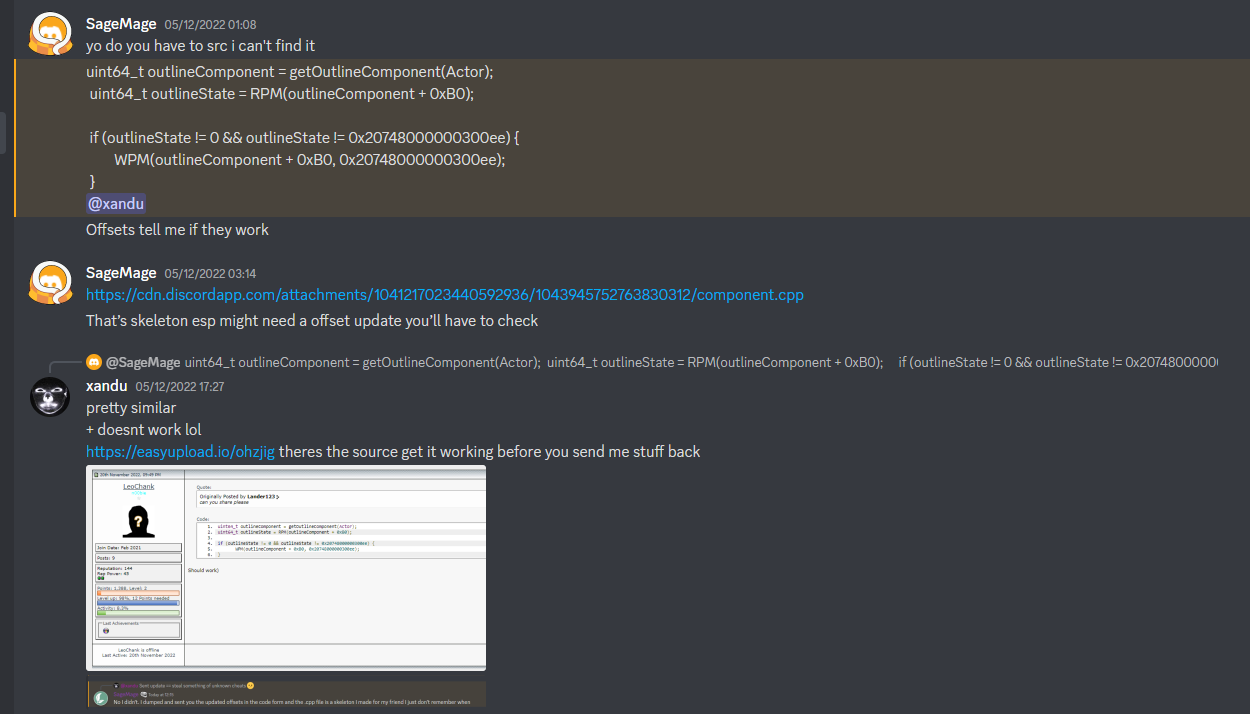 SageMage 05/12/2022 01:08
yo do you have to src i can't find it
uint64_t outlineComponent = getOutlineComponent(Actor);
uint64_t outlineState = RPM(outlineComponent + 0xB0);
if (outlineState != 0 && outlineState != 0x20748000000300ee) {
WPM(outlineComponent + 0xB0, 0x20748000000300ee);
}
@xandu
Offsets tell me if they work
SageMage 05/12/2022 03:14
https://cdn.discordapp.com/attachments/1041217023440592936/1043945752763830312/component.cpp
That's skeleton esp might need a offset update you'll have to check
@SageMage uint64_t outlineComponent = getOutlineComponent(Actor); uint64_t outlineState = RPM(outlineComponent + 0xB0); if (outlineState != 0 && outlineState != 0x20748000000
xandu 05/12/2022 17:27
pretty similar
+ doesnt work lol
https://easyupload.io/ohzjig theres the source get it working before you send me stuff back
20th November 2022, 05:49 PM
LeoChank
Join Date: Feb 2021
Posts: 9
Reputation: 144
Rep Power: 45
Points: 1,388, Level: 2
Level up: 98%, 12 Points needed
Activity: 8.3%
Last Achievements
LeoChank is offline
Last Active: 20th November 2022
Quote:
Originally Posted by Lander123
can you share please
Code:
1. uint64_t outlineComponent = getOutlineComponent(Actor);
2. uint64_t outlineState = RPM(outlineComponent + 0xB0);
3.
4. if (outlineState != 0 && outlineState != 0x20748000000300ee) {
5. WPM(outlineComponent + 0xB0, 0x20748000000300ee);
6. }
Should work)
Sent update >> steal something of unknown cheats
SageMage Today at
No I didn't. I dumped and sent you the updated offsets in the code form and the .cpp file is a skeleton I made for my friend I just don't remember when